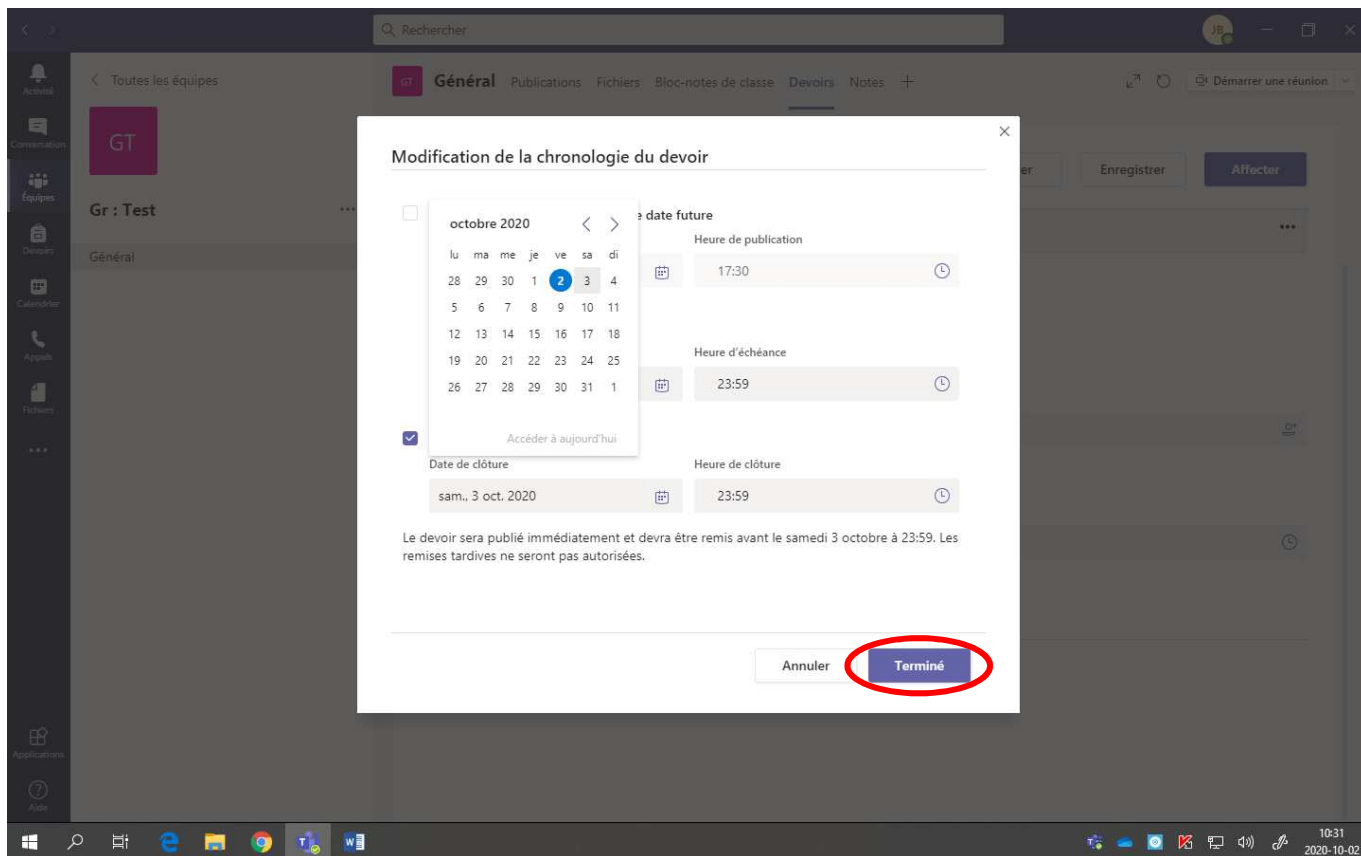 Rechercher
JB
Activité
Toutes les équipes
GT
Général Publications Fichiers Bloc-notes de classe Devoirs Notes
Démarrer une réunion
Conversation
GT
Modification de la chronologie du devoir
er Enregistrer Affecter
Équipes
Gr : Test
...
e date future
...
Devoirs
Général
octobre 2020
Heure de publication
lu ma me je ve sa di
17:30
28 29 30 1 2 3 4
Calendrier
5 6 7 8 9 10 11
12 13 14 15 16 17 18
Appels
Heure d'échéance
19 20 21 22 23 24 25
23:59
26 27 28 29 30 31 1
Fichiers
...
Accéder à aujourd'hui
Date de clôture
Heure de clôture
sam., 3 oct. 2020
23:59
Le devoir sera publié immédiatement et devra être remis avant le samedi 3 octobre à 23:59. Les
remises tardives ne seront pas autorisées.
Annuler Terminé
Applications
Aide
10:31
2020-10-02